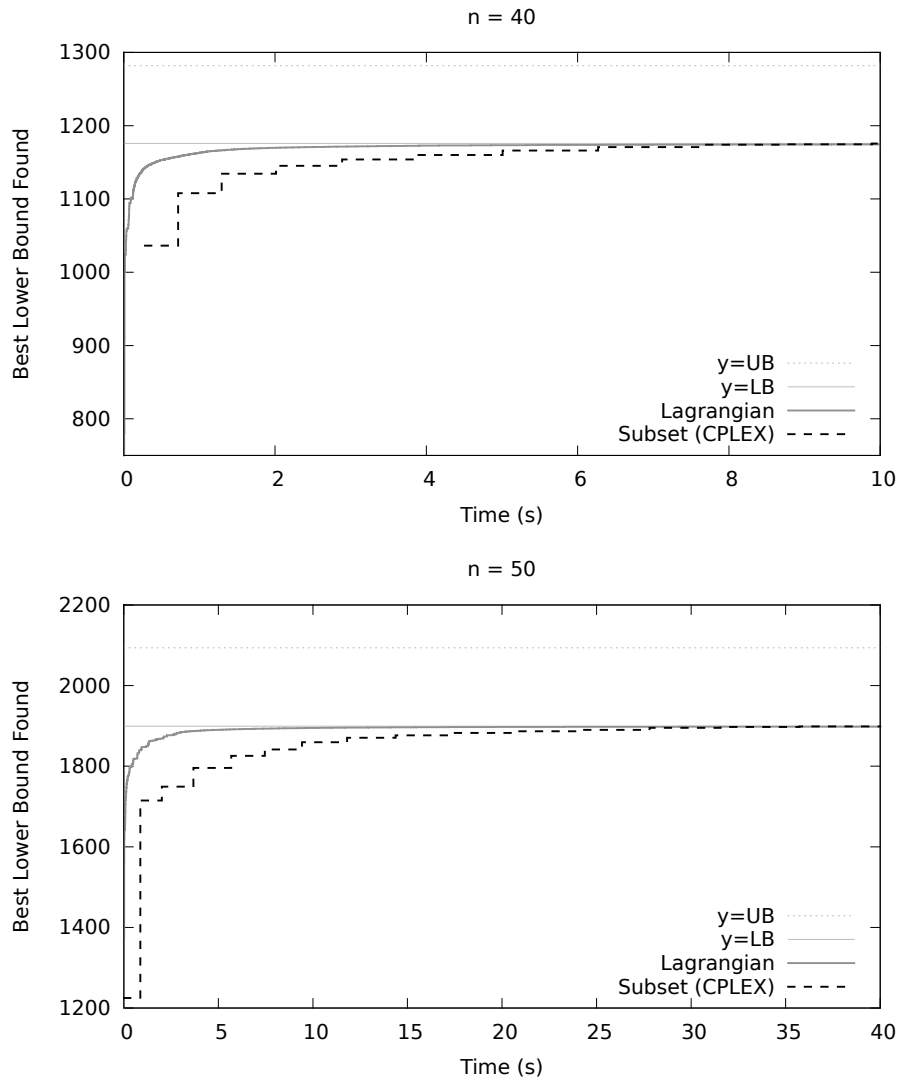 n = 40
Best Lower Bound Found
1300
1200
1100
1000
900
800
y=UB
y=LB
Lagrangian
Subset (CPLEX)
0 2 4 6 8 10
Time (s)
n = 50
Best Lower Bound Found
2200
2000
1800
1600
1400
1200
y=UB
y=LB
Lagrangian
Subset (CPLEX)
0 5 10 15 20 25 30 35 40
Time (s)